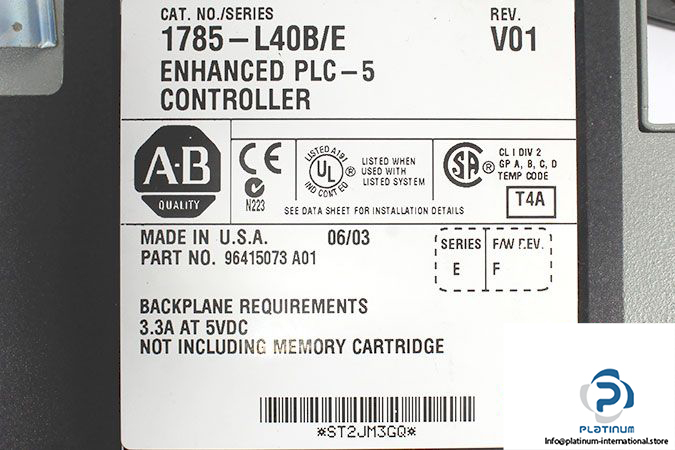 CAT. NO./SERIES
REV.
1785-L40B/E
V01
ENHANCED PLC-5
CONTROLLER
A-B
QUALITY
CE
N223
LISTED A191
UL
IND CONT EQ
®
LISTED WHEN
USED WITH
LISTED SYSTEM
SA
®
CL I DIV 2
GP A, B, C, D
TEMP CODE
T4A
SEE DATA SHEET FOR INSTALLATION DETAILS
MADE IN U.S.A. 06/03
PART NO. 96415073 A01
SERIES
F/W REV.
E
F
BACKPLANE REQUIREMENTS
3.3A AT 5VDC
NOT INCLUDING MEMORY CARTRIDGE
*ST2JM3GQ*
PLATINUM
Info@platinum-international.store